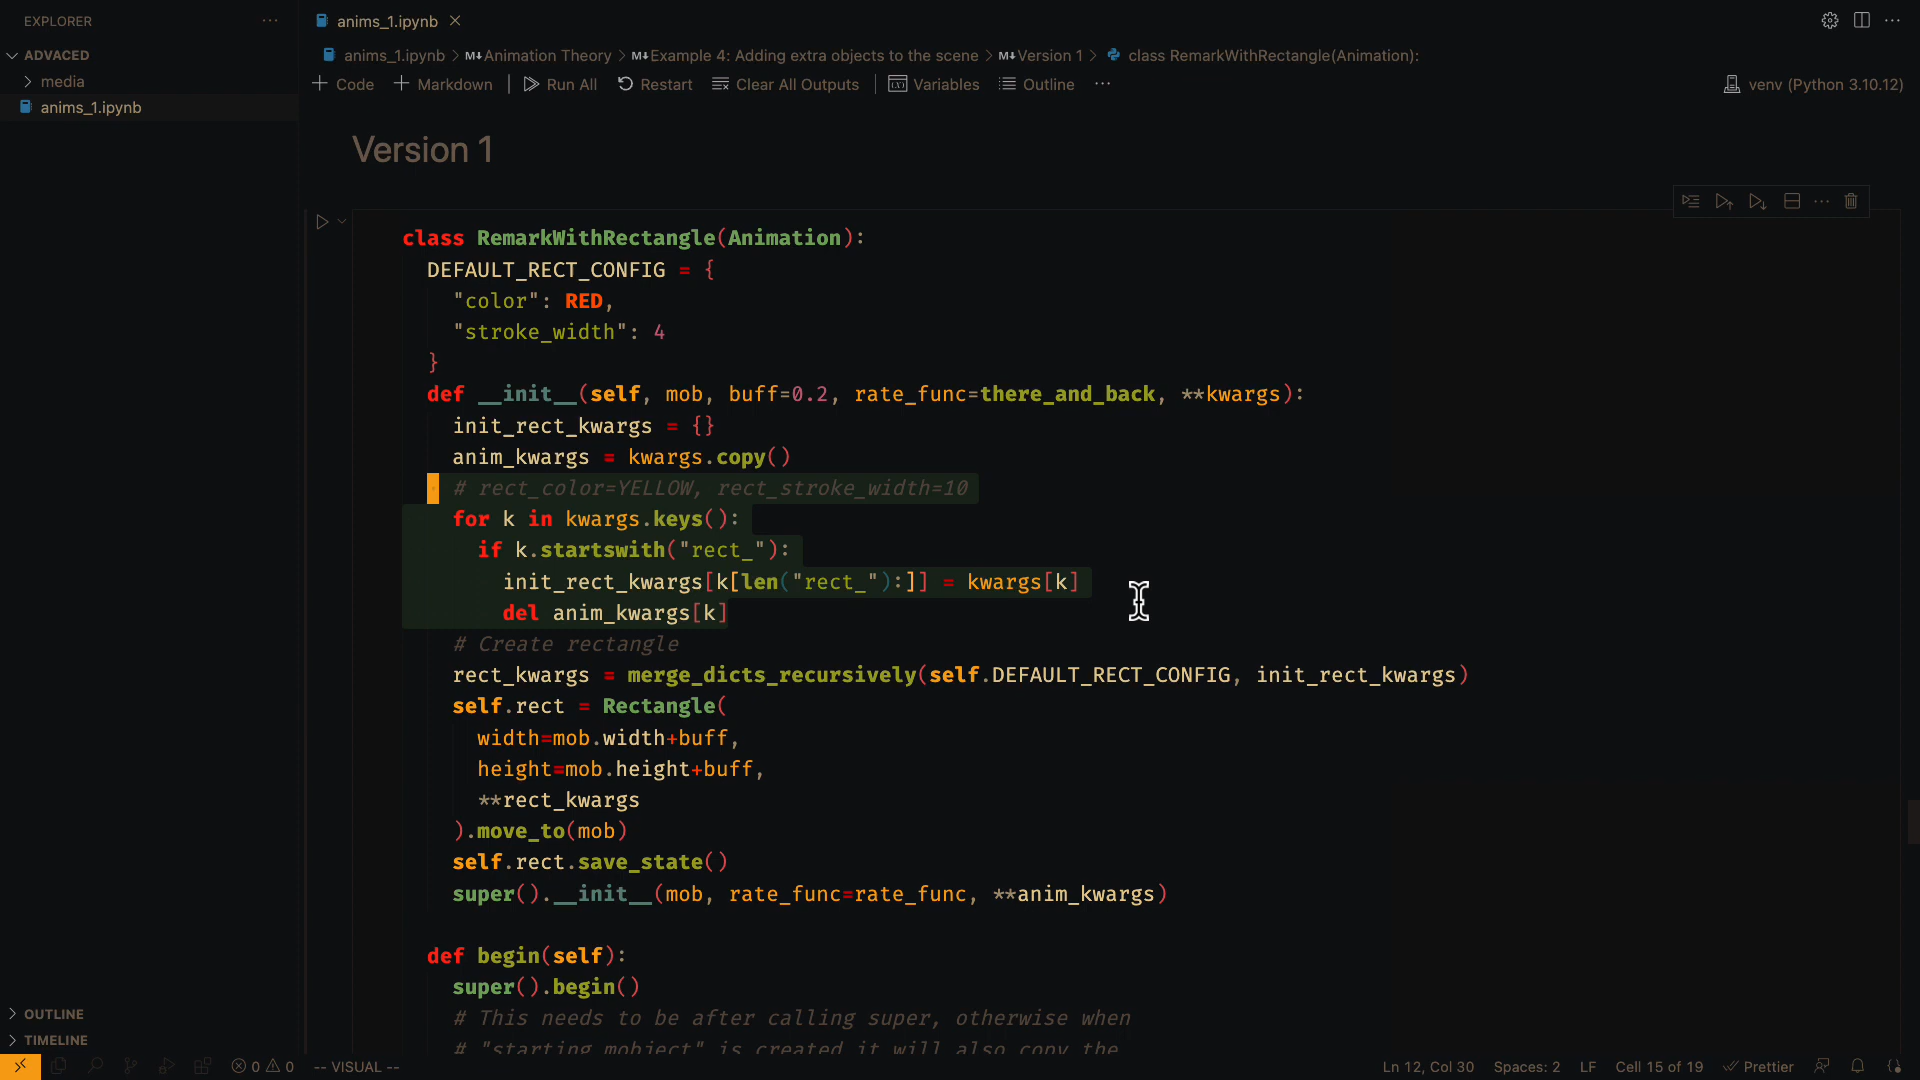 EXPLORER
ADVACED
media
anims_1.ipynb
OUTLINE
TIMELINE
anims_1.ipynb
anims_1.ipynb > M↓Animation Theory > M↓Example 4: Adding extra objects to the scene > M↓Version 1 > class RemarkWithRectangle(Animation):
Code Markdown Run All Restart Clear All Outputs Variables Outline ...
venv (Python 3.10.12)
Version 1
class RemarkWithRectangle(Animation):
DEFAULT_RECT_CONFIG = {
"color": RED,
"stroke_width": 4
}
def __init__(self, mob, buff=0.2, rate_func=there_and_back, **kwargs):
init_rect_kwargs = {}
anim_kwargs = kwargs.copy()
# rect_color=YELLOW, rect_stroke_width=10
for k in kwargs.keys():
if k.startswith("rect_"):
init_rect_kwargs[k[len("rect_"):]] = kwargs[k]
del anim_kwargs[k]
# Create rectangle
rect_kwargs = merge_dicts_recursively(self.DEFAULT_RECT_CONFIG, init_rect_kwargs)
self.rect = Rectangle(
width=mob.width+buff,
height=mob.height+buff,
**rect_kwargs
).move_to(mob)
self.rect.save_state()
super().__init__(mob, rate_func=rate_func, **anim_kwargs)
def begin(self):
super().begin()
# This needs to be after calling super, otherwise when
# "starting_mobject" is created it will also copy the
0 0 -- VISUAL --
Ln 12, Col 30 Spaces: 2 LF Cell 15 of 19 Prettier